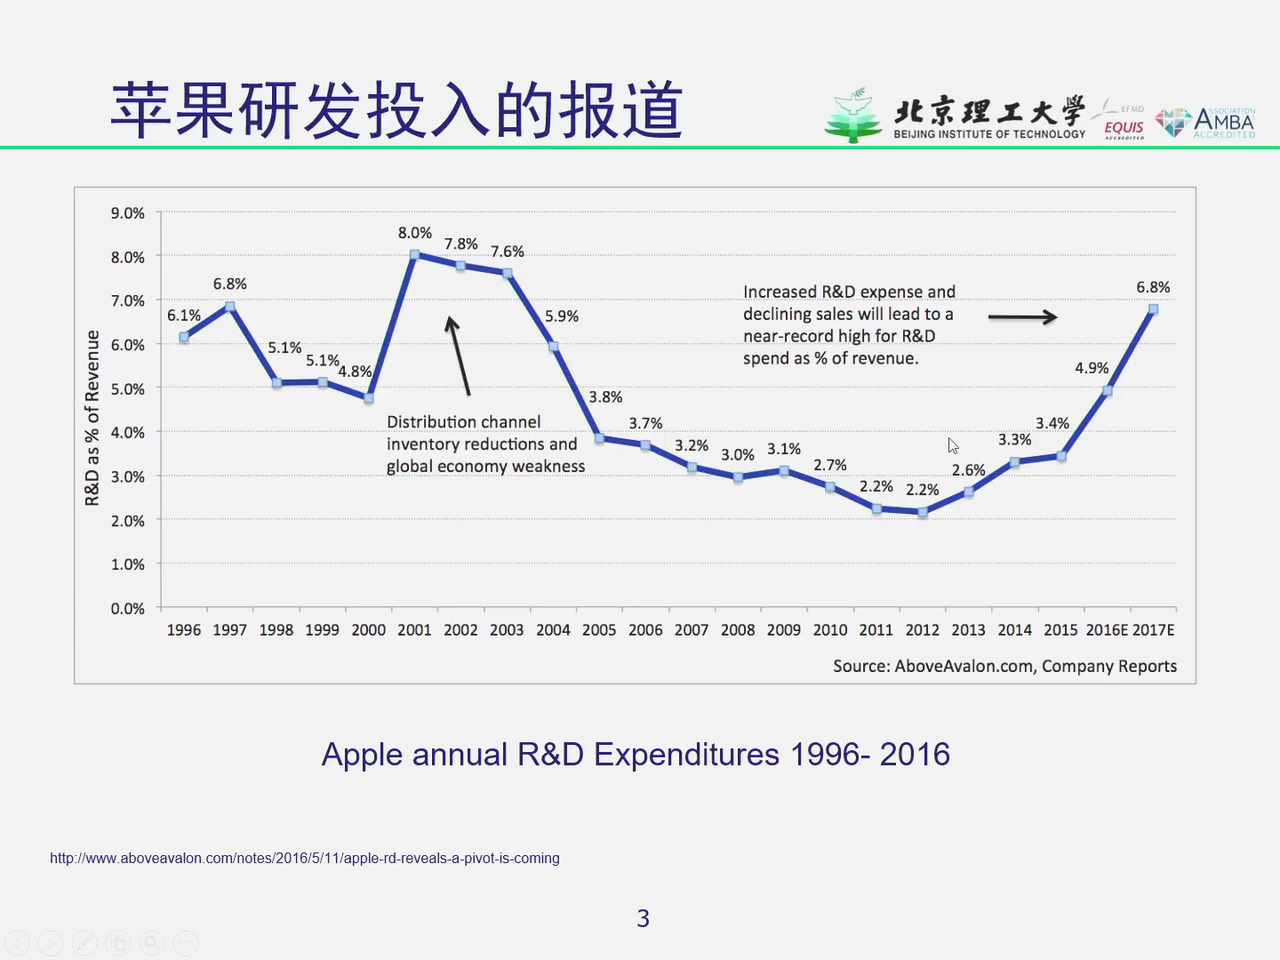 苹果研发投入的报道
北京理工大学
BEIJING INSTITUTE OF TECHNOLOGY
EFMD
EQUIS
ACCREDITED
ASSOCIATION
AMBA
ACCREDITED
R&D as % of Revenue
9.0%
8.0%
7.0%
6.0%
5.0%
4.0%
3.0%
2.0%
1.0%
0.0%
6.1%
6.8%
5.1%
5.1%
4.8%
8.0%
7.8%
7.6%
5.9%
3.8%
3.7%
3.2%
3.0%
3.1%
2.7%
2.2%
2.2%
2.6%
3.3%
3.4%
4.9%
6.8%
Distribution channel
inventory reductions and
global economy weakness
Increased R&D expense and
declining sales will lead to a
near-record high for R&D
spend as % of revenue.
1996 1997 1998 1999 2000 2001 2002 2003 2004 2005 2006 2007 2008 2009 2010 2011 2012 2013 2014 2015 2016E 2017E
Source: AboveAvalon.com, Company Reports
Apple annual R&D Expenditures 1996- 2016
http://www.aboveavalon.com/notes/2016/5/11/apple-rd-reveals-a-pivot-is-coming
3